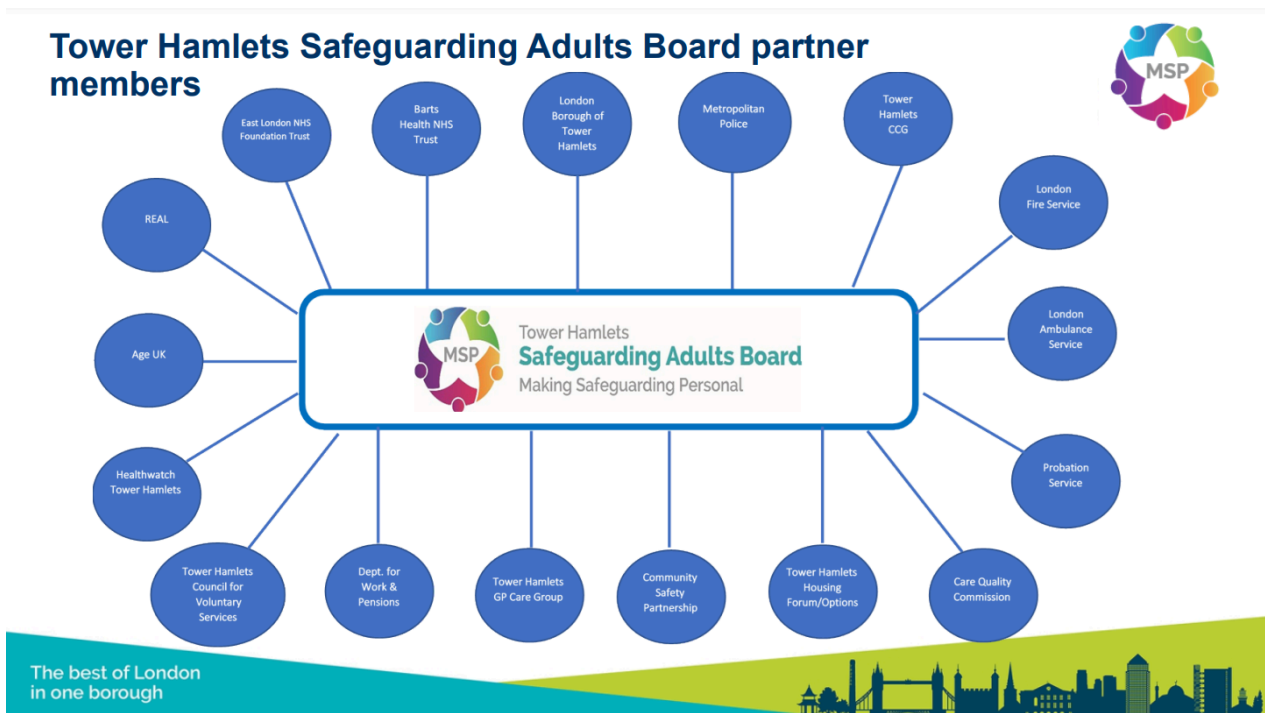 Tower Hamlets Safeguarding Adults Board partner
members
MSP
East London NHS
Foundation Trust
Barts
Health NHS
Trust
London
Borough of
Tower
Hamlets
Metropolitan
Police
Tower
Hamlets
CCG
London
Fire Service
REAL
London
Ambulance
Service
Age UK
MSP
Tower Hamlets
Safeguarding Adults Board
Making Safeguarding Personal
Probation
Service
Healthwatch
Tower Hamlets
Tower Hamlets
Council for
Voluntary
Services
Dept. for
Work &
Pensions
Tower Hamlets
GP Care Group
Community
Safety
Partnership
Tower Hamlets
Housing
Forum/Options
Care Quality
Commission
The best of London
in one borough